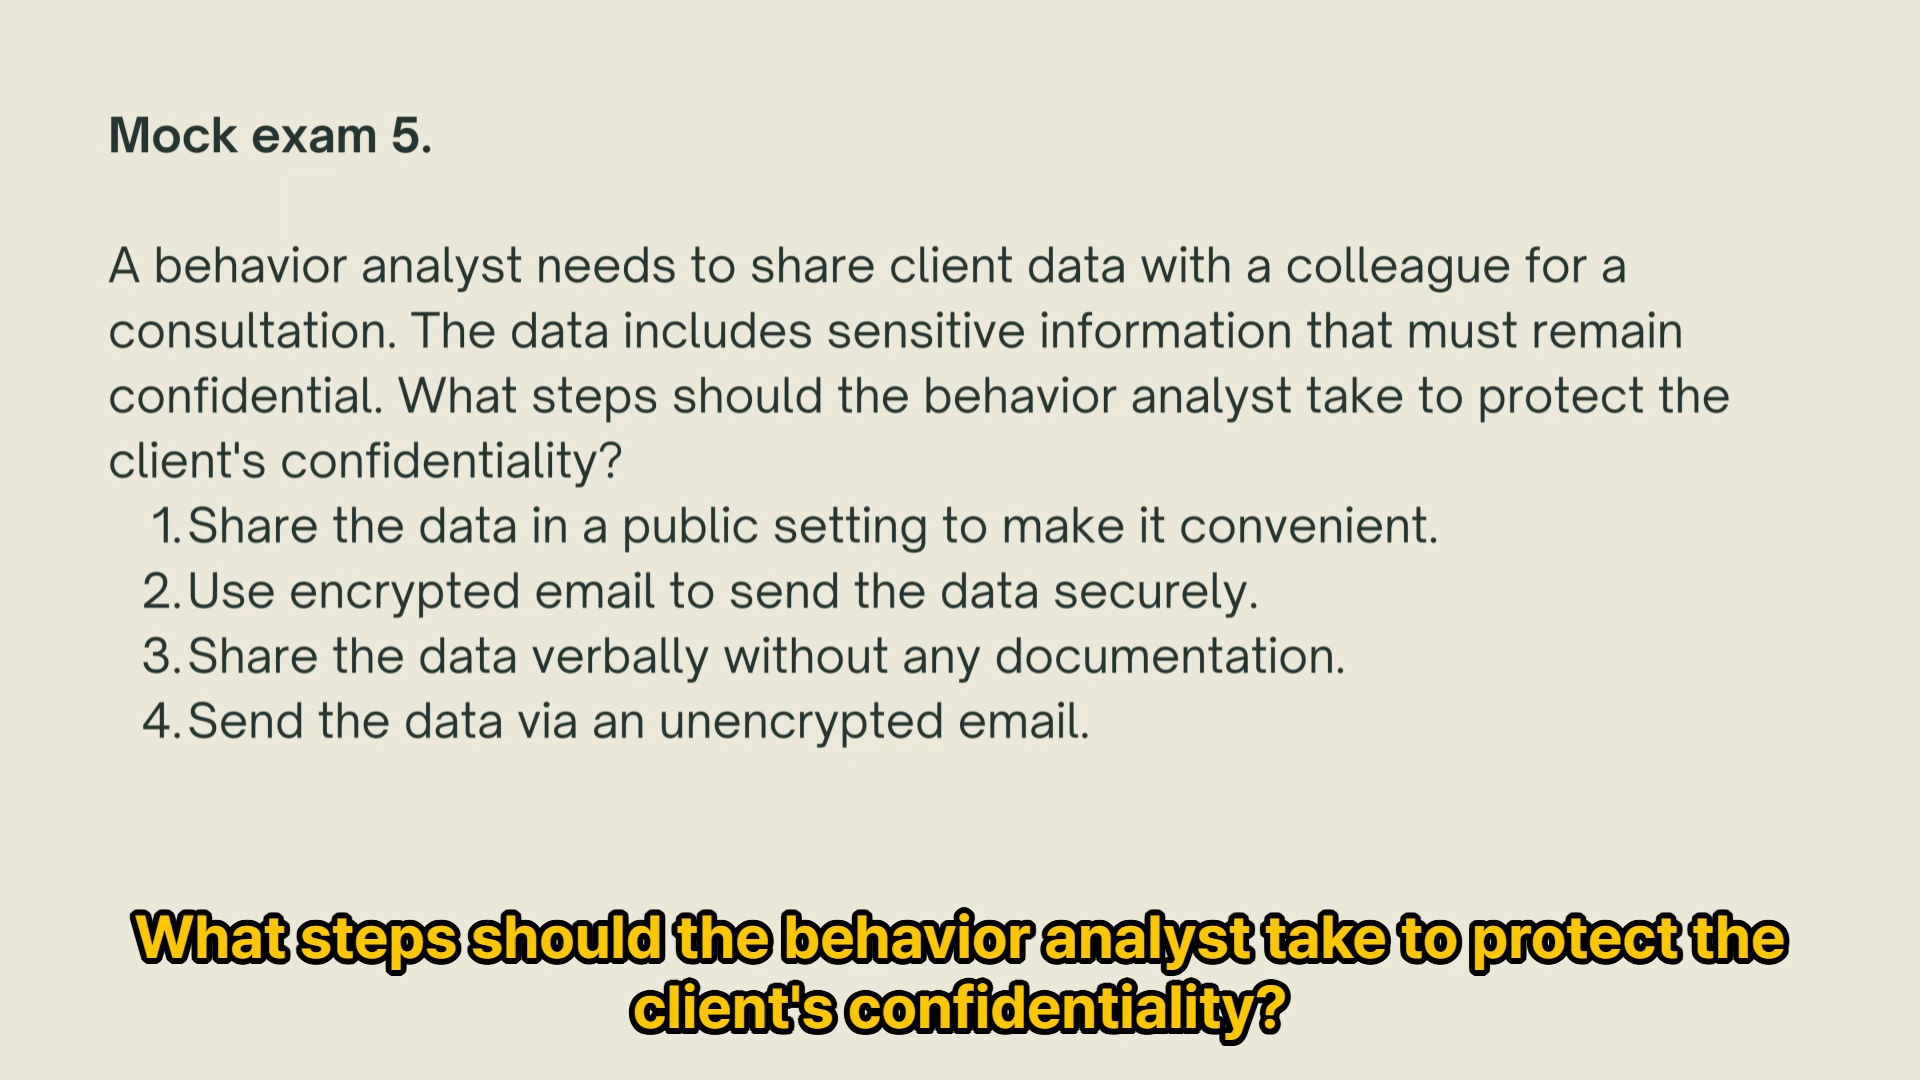 Mock exam 5.
A behavior analyst needs to share client data with a colleague for a
consultation. The data includes sensitive information that must remain
confidential. What steps should the behavior analyst take to protect the
client's confidentiality?
1. Share the data in a public setting to make it convenient.
2. Use encrypted email to send the data securely.
3. Share the data verbally without any documentation.
4. Send the data via an unencrypted email.
What steps should the behavior analyst take to protect the
client's confidentiality?